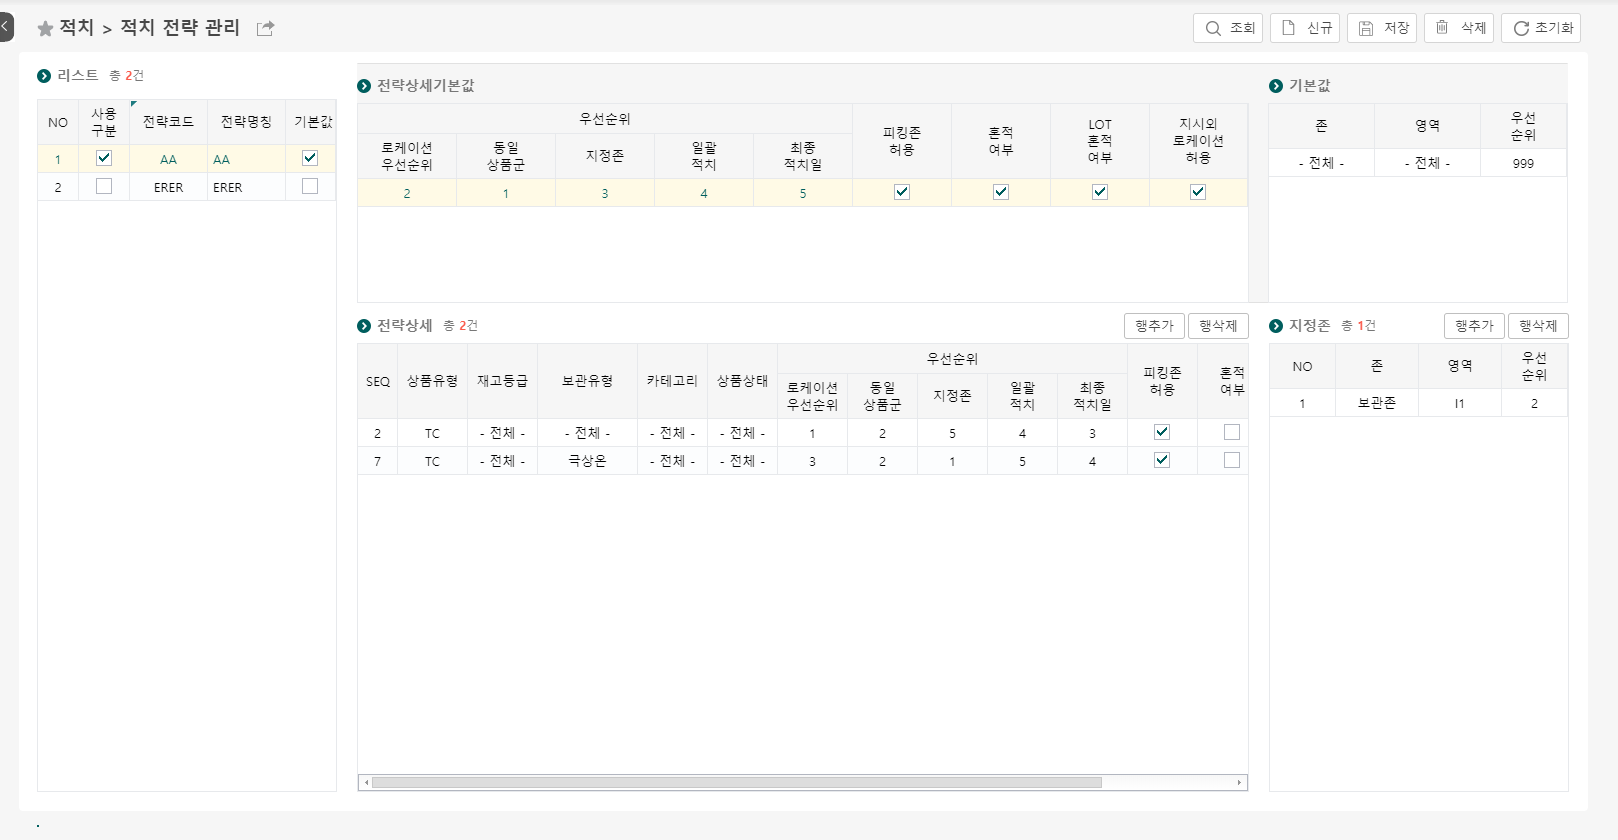 적치 > 적치 전략 관리
조회 신규 저장 삭제 초기화
리스트 총 2건
NO 사용구분 전략코드 전략명칭 기본값
1 AA AA
2 ERER ERER
전략상세기본값
우선순위
로케이션 우선순위 동일 상품군 지정존 일괄 적치 최종 적치일 피킹존 허용 혼적 여부 LOT 혼적 여부 지시외 로케이션 허용
2 1 3 4 5
기본값
존 영역 우선 순위
- 전체 - - 전체 - 999
전략상세 총 2건 행추가 행삭제
우선순위
SEQ 상품유형 재고등급 보관유형 카테고리 상품상태 로케이션 우선순위 동일 상품군 지정존 일괄 적치 최종 적치일 피킹존 허용 혼적 여부
2 TC - 전체 - - 전체 - - 전체 - - 전체 - 1 2 5 4 3
7 TC - 전체 - 극상온 - 전체 - - 전체 - 3 2 1 5 4
지정존 총 1건 행추가 행삭제
NO 존 영역 우선 순위
1 보관존 I1 2